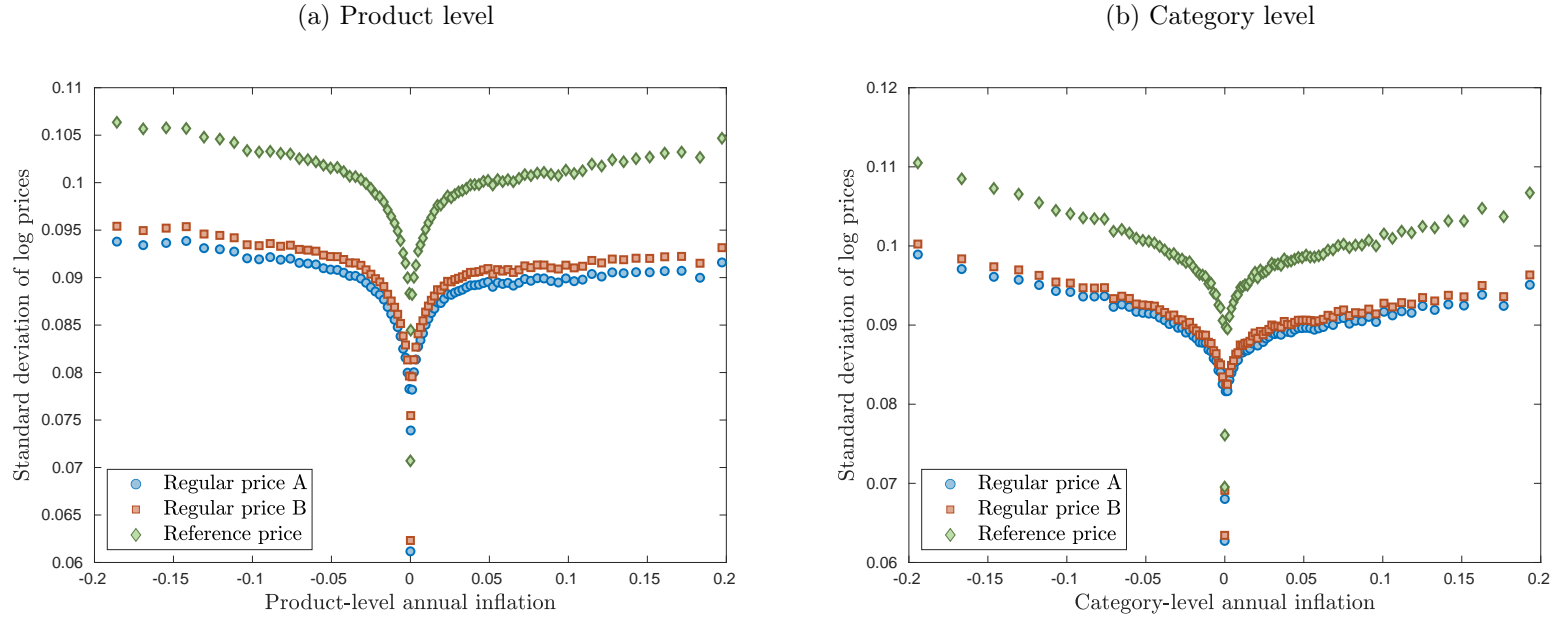 (a) Product level
0.11
0.105
0.1
0.095
0.09
0.085
0.08
0.075
0.07
0.065
0.06
Standard deviation of log prices
Regular price A
Regular price B
Reference price
-0.2 -0.15 -0.1 -0.05 0 0.05 0.1 0.15 0.2
Product-level annual inflation
(b) Category level
0.12
0.11
0.1
0.09
0.08
0.07
0.06
Standard deviation of log prices
Regular price A
Regular price B
Reference price
-0.2 -0.15 -0.1 -0.05 0 0.05 0.1 0.15 0.2
Category-level annual inflation